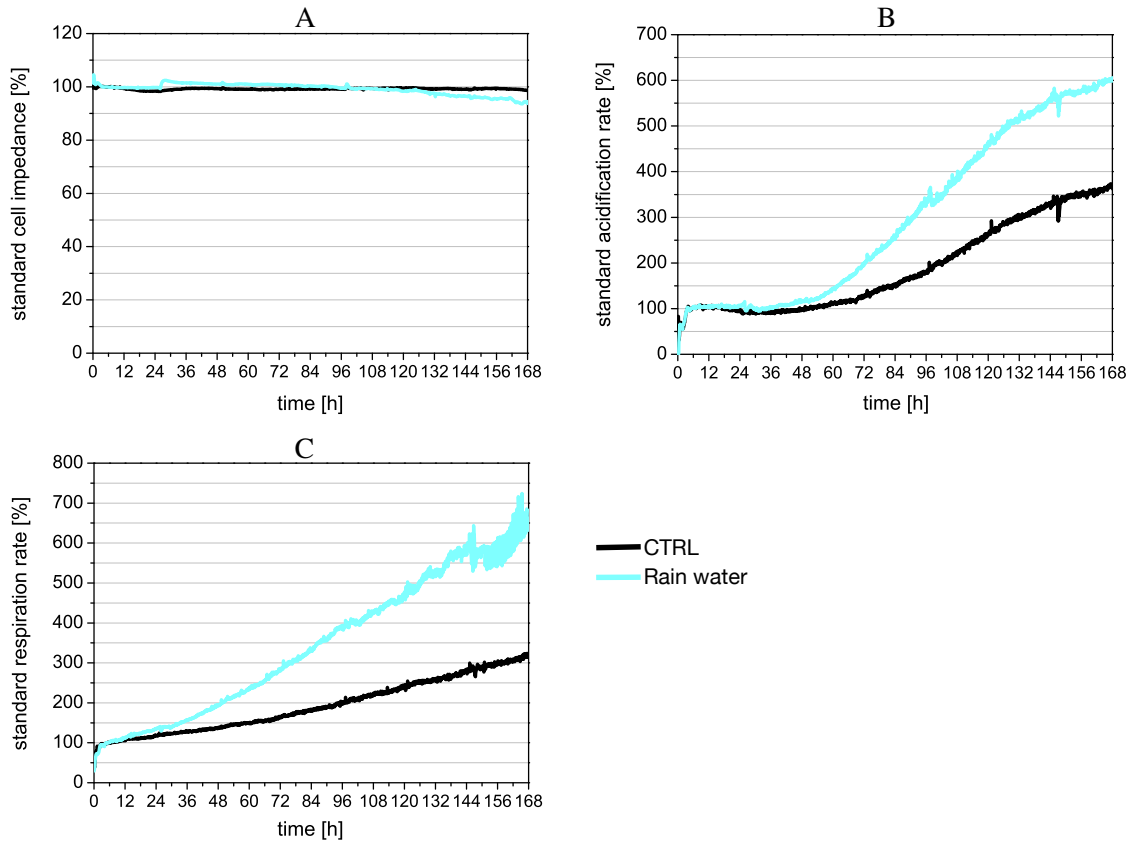 A
standard cell impedance [%]
120
100
80
60
40
20
0
0 12 24 36 48 60 72 84 96 108 120 132 144 156 168
time [h]
B
standard acidification rate [%]
700
600
500
400
300
200
100
0
0 12 24 36 48 60 72 84 96 108 120 132 144 156 168
time [h]
C
standard respiration rate [%]
800
700
600
500
400
300
200
100
0
0 12 24 36 48 60 72 84 96 108 120 132 144 156 168
time [h]
CTRL
Rain water